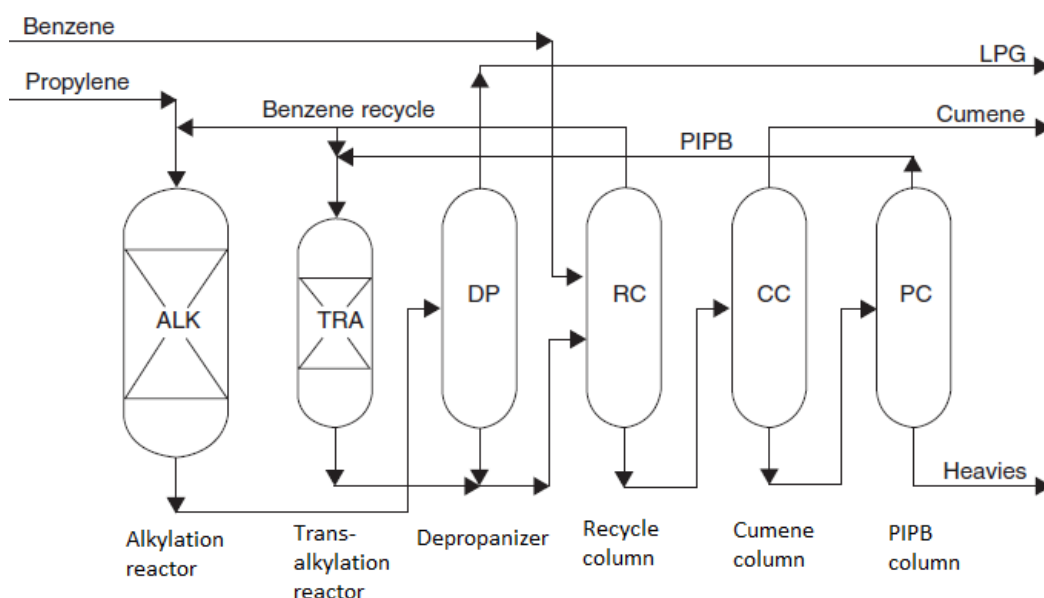 Benzene
LPG
Propylene
Benzene recycle
Cumene
PIPB
ALK
TRA
DP
RC
CC
PC
Heavies
Alkylation
reactor
Trans-
alkylation
reactor
Depropanizer
Recycle
column
Cumene
column
PIPB
column